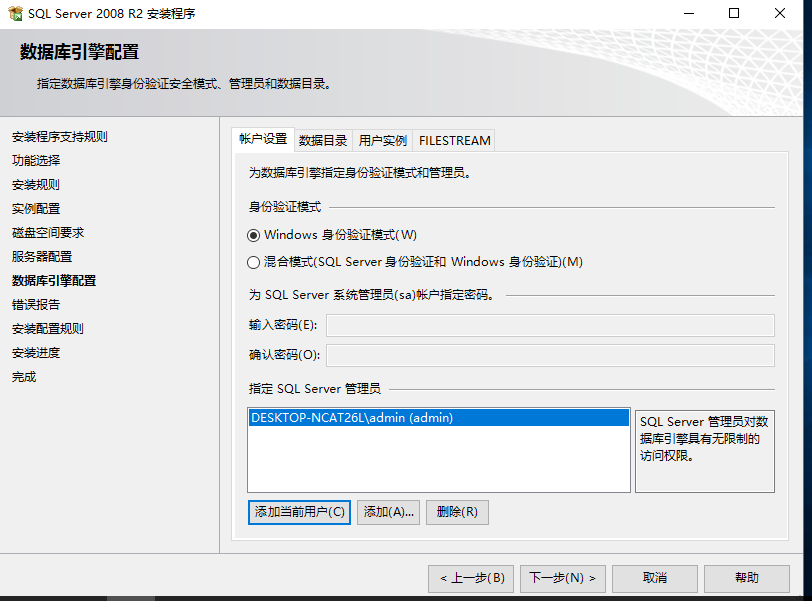 SQL Server 2008 R2 安装程序
数据库引擎配置
指定数据库引擎身份验证安全模式、管理员和数据目录。
安装程序支持规则
功能选择
安装规则
实例配置
磁盘空间要求
服务器配置
数据库引擎配置
错误报告
安装配置规则
安装进度
完成
帐户设置 数据目录 用户实例 FILESTREAM
为数据库引擎指定身份验证模式和管理员。
身份验证模式
Windows 身份验证模式(W)
混合模式(SQL Server 身份验证和 Windows 身份验证)(M)
为 SQL Server 系统管理员(sa)帐户指定密码。
输入密码(E):
确认密码(O):
指定 SQL Server 管理员
DESKTOP-NCAT26L\admin (admin)
SQL Server 管理员对数
据库引擎具有无限制的
访问权限。
添加当前用户(C) 添加(A)... 删除(R)
< 上一步(B) 下一步(N) > 取消 帮助